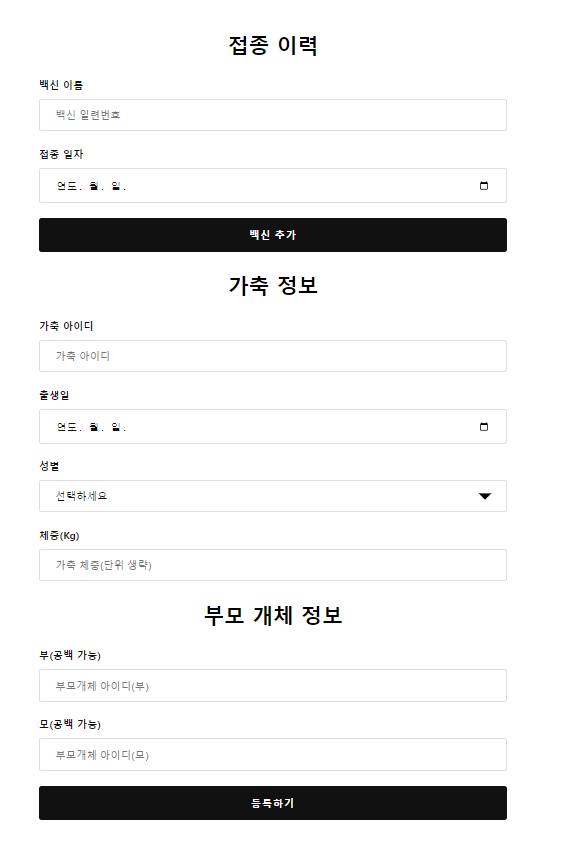 접종 이력
백신 이름
백신 일련번호
접종 일자
연도. 월. 일.
백신 추가
가축 정보
가축 아이디
가축 아이디
출생일
연도. 월. 일.
성별
선택하세요
체중(Kg)
가축 체중(단위 생략)
부모 개체 정보
부(공백 가능)
부모개체 아이디(부)
모(공백 가능)
부모개체 아이디(모)
등록하기